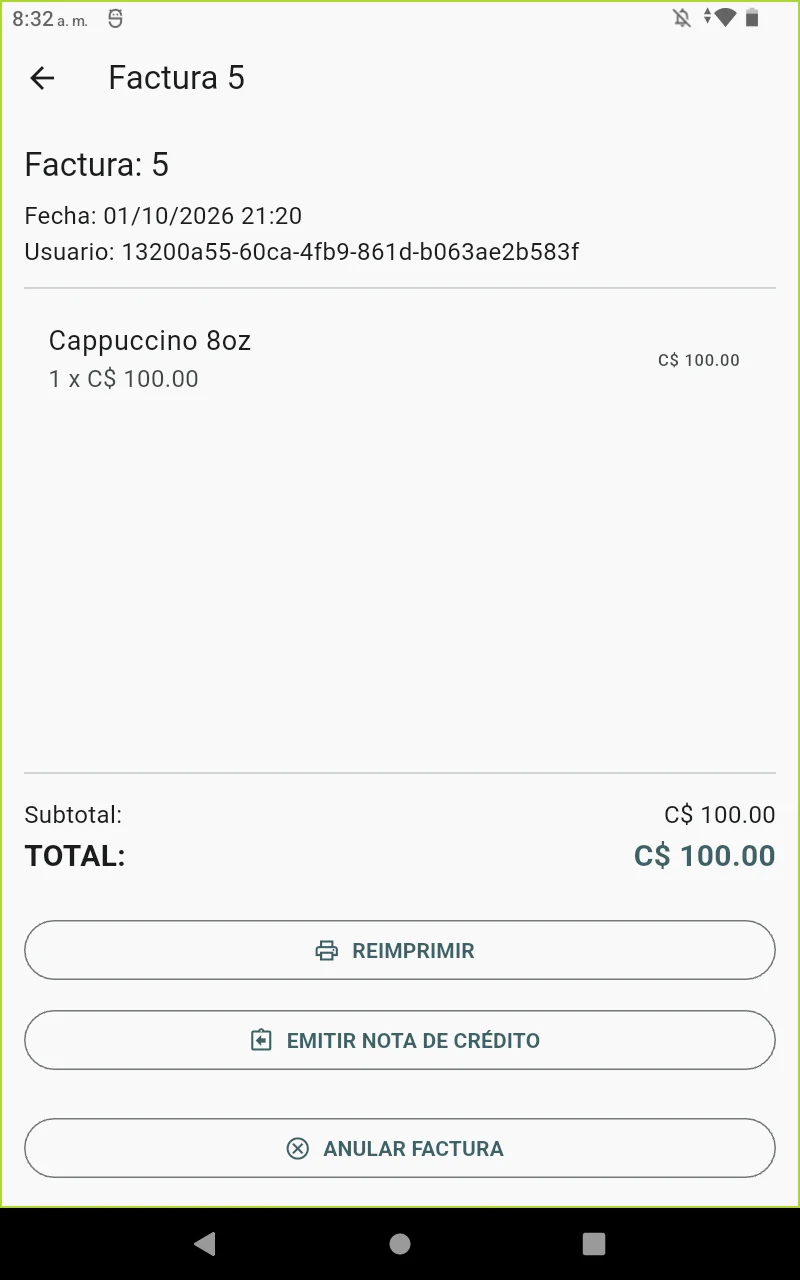 8:32 a. m.
Factura 5
Factura: 5
Fecha: 01/10/2026 21:20
Usuario: 13200a55-60ca-4fb9-861d-b063ae2b583f
Cappuccino 8oz
1 x C$ 100.00
C$ 100.00
Subtotal: C$ 100.00
TOTAL: C$ 100.00
REIMPRIMIR
EMITIR NOTA DE CRÉDITO
ANULAR FACTURA